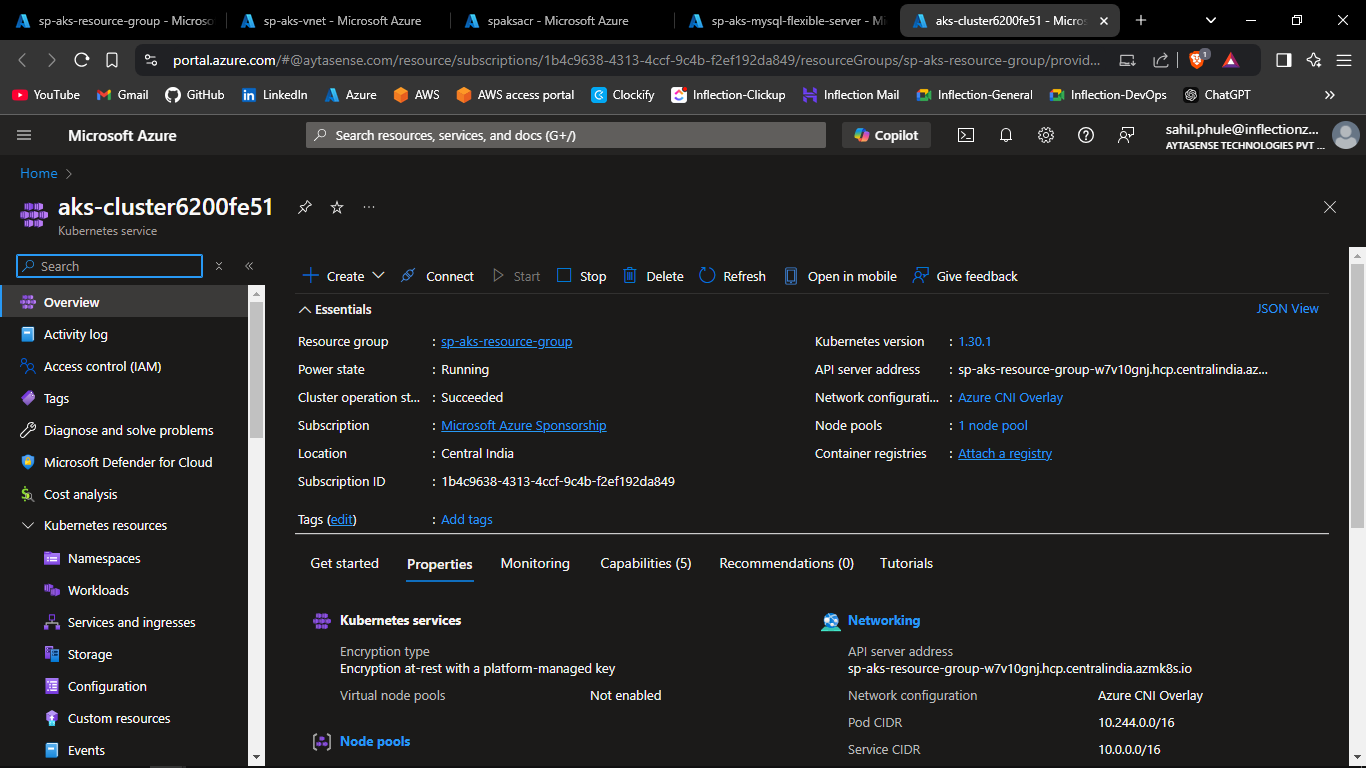 sp-aks-resource-group - Microso
sp-aks-vnet - Microsoft Azure
spaksacr - Microsoft Azure
sp-aks-mysql-flexible-server - Mi
aks-cluster6200fe51 - Micros
portal.azure.com/#@aytasense.com/resource/subscriptions/1b4c9638-4313-4ccf-9c4b-f2ef192da849/resourceGroups/sp-aks-resource-group/provid...
1
YouTube
Gmail
GitHub
LinkedIn
Azure
AWS
AWS access portal
Clockify
Inflection-Clickup
Inflection Mail
Inflection-General
Inflection-DevOps
ChatGPT
Microsoft Azure
Search resources, services, and docs (G+/)
Copilot
sahil.phule@inflectionz...
AYTASENSE TECHNOLOGIES PVT ...
Home
aks-cluster6200fe51
Kubernetes service
Search
Create
Connect
Start
Stop
Delete
Refresh
Open in mobile
Give feedback
Overview
Activity log
Access control (IAM)
Tags
Diagnose and solve problems
Microsoft Defender for Cloud
Cost analysis
Kubernetes resources
Namespaces
Workloads
Services and ingresses
Storage
Configuration
Custom resources
Events
Essentials
JSON View
Resource group : sp-aks-resource-group
Power state : Running
Cluster operation st... : Succeeded
Subscription : Microsoft Azure Sponsorship
Location : Central India
Subscription ID : 1b4c9638-4313-4ccf-9c4b-f2ef192da849
Kubernetes version : 1.30.1
API server address : sp-aks-resource-group-w7v10gnj.hcp.centralindia.az...
Network configurati... : Azure CNI Overlay
Node pools : 1 node pool
Container registries : Attach a registry
Tags (edit) : Add tags
Get started
Properties
Monitoring
Capabilities (5)
Recommendations (0)
Tutorials
Kubernetes services
Encryption type
Encryption at-rest with a platform-managed key
Virtual node pools Not enabled
Node pools
Networking
API server address
sp-aks-resource-group-w7v10gnj.hcp.centralindia.azmk8s.io
Network configuration Azure CNI Overlay
Pod CIDR 10.244.0.0/16
Service CIDR 10.0.0.0/16